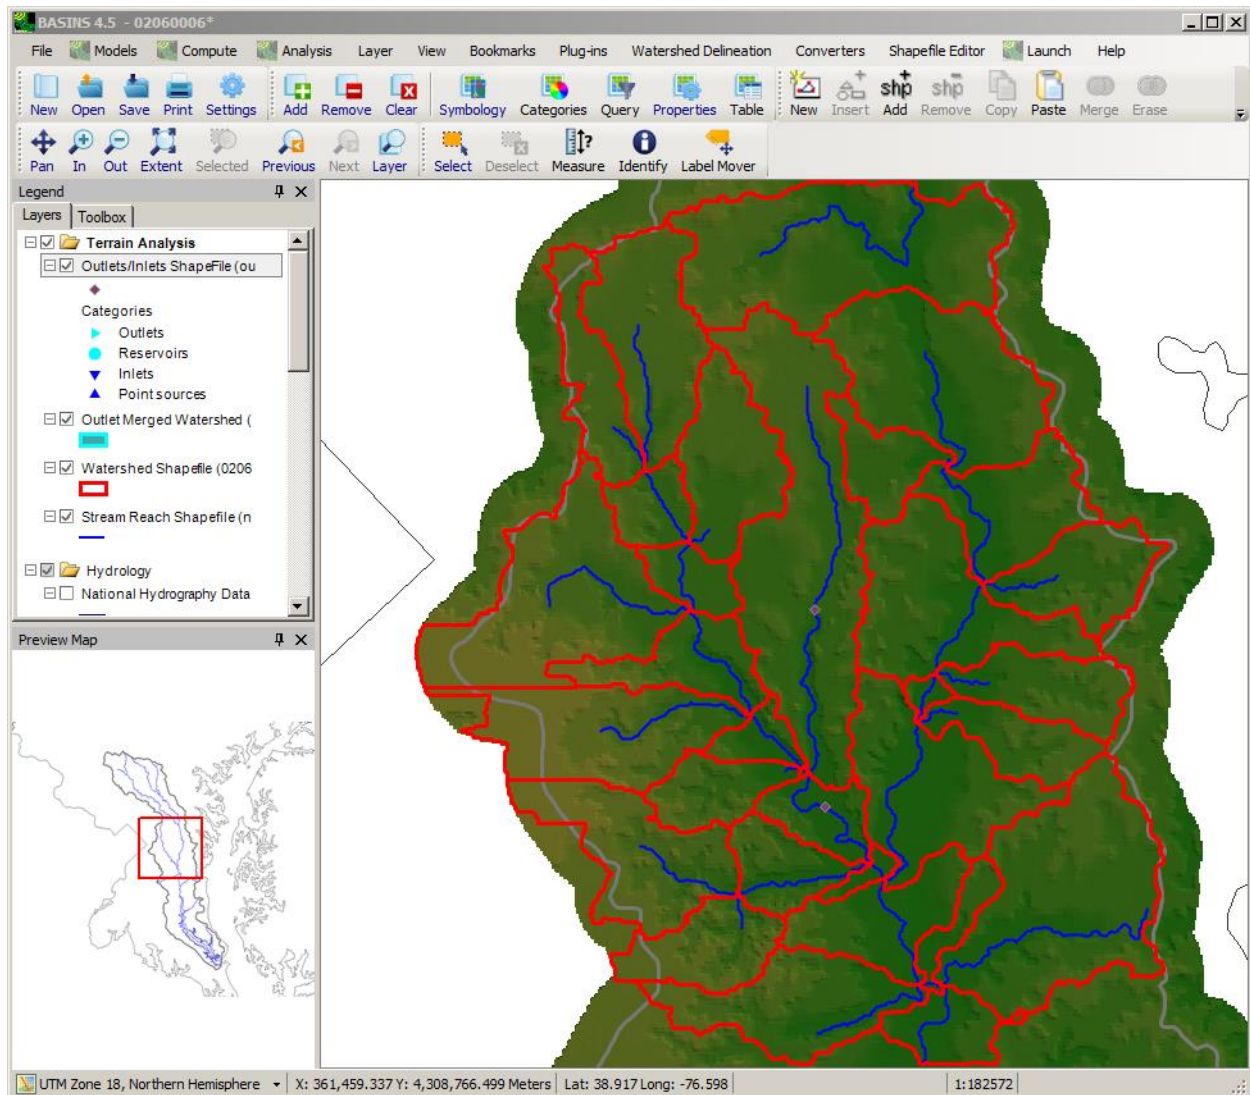 BASINS 4.5 - 02060006*
File Models Compute Analysis Layer View Bookmarks Plug-ins Watershed Delineation Converters Shapefile Editor Launch Help
New Open Save Print Settings Add Remove Clear Symbology Categories Query Properties Table New Insert Add Remove Copy Paste Merge Erase
Pan In Out Extent Selected Previous Next Layer Select Deselect Measure Identify Label Mover
Legend
Layers Toolbox
Terrain Analysis
Outlets/Inlets ShapeFile (ou
Categories
Outlets
Reservoirs
Inlets
Point sources
Outlet Merged Watershed (
Watershed Shapefile (0206
Stream Reach Shapefile (n
Hydrology
National Hydrography Data
Preview Map
UTM Zone 18, Northern Hemisphere X: 361,459.337 Y: 4,308,766.499 Meters Lat: 38.917 Long: -76.598 1:182572